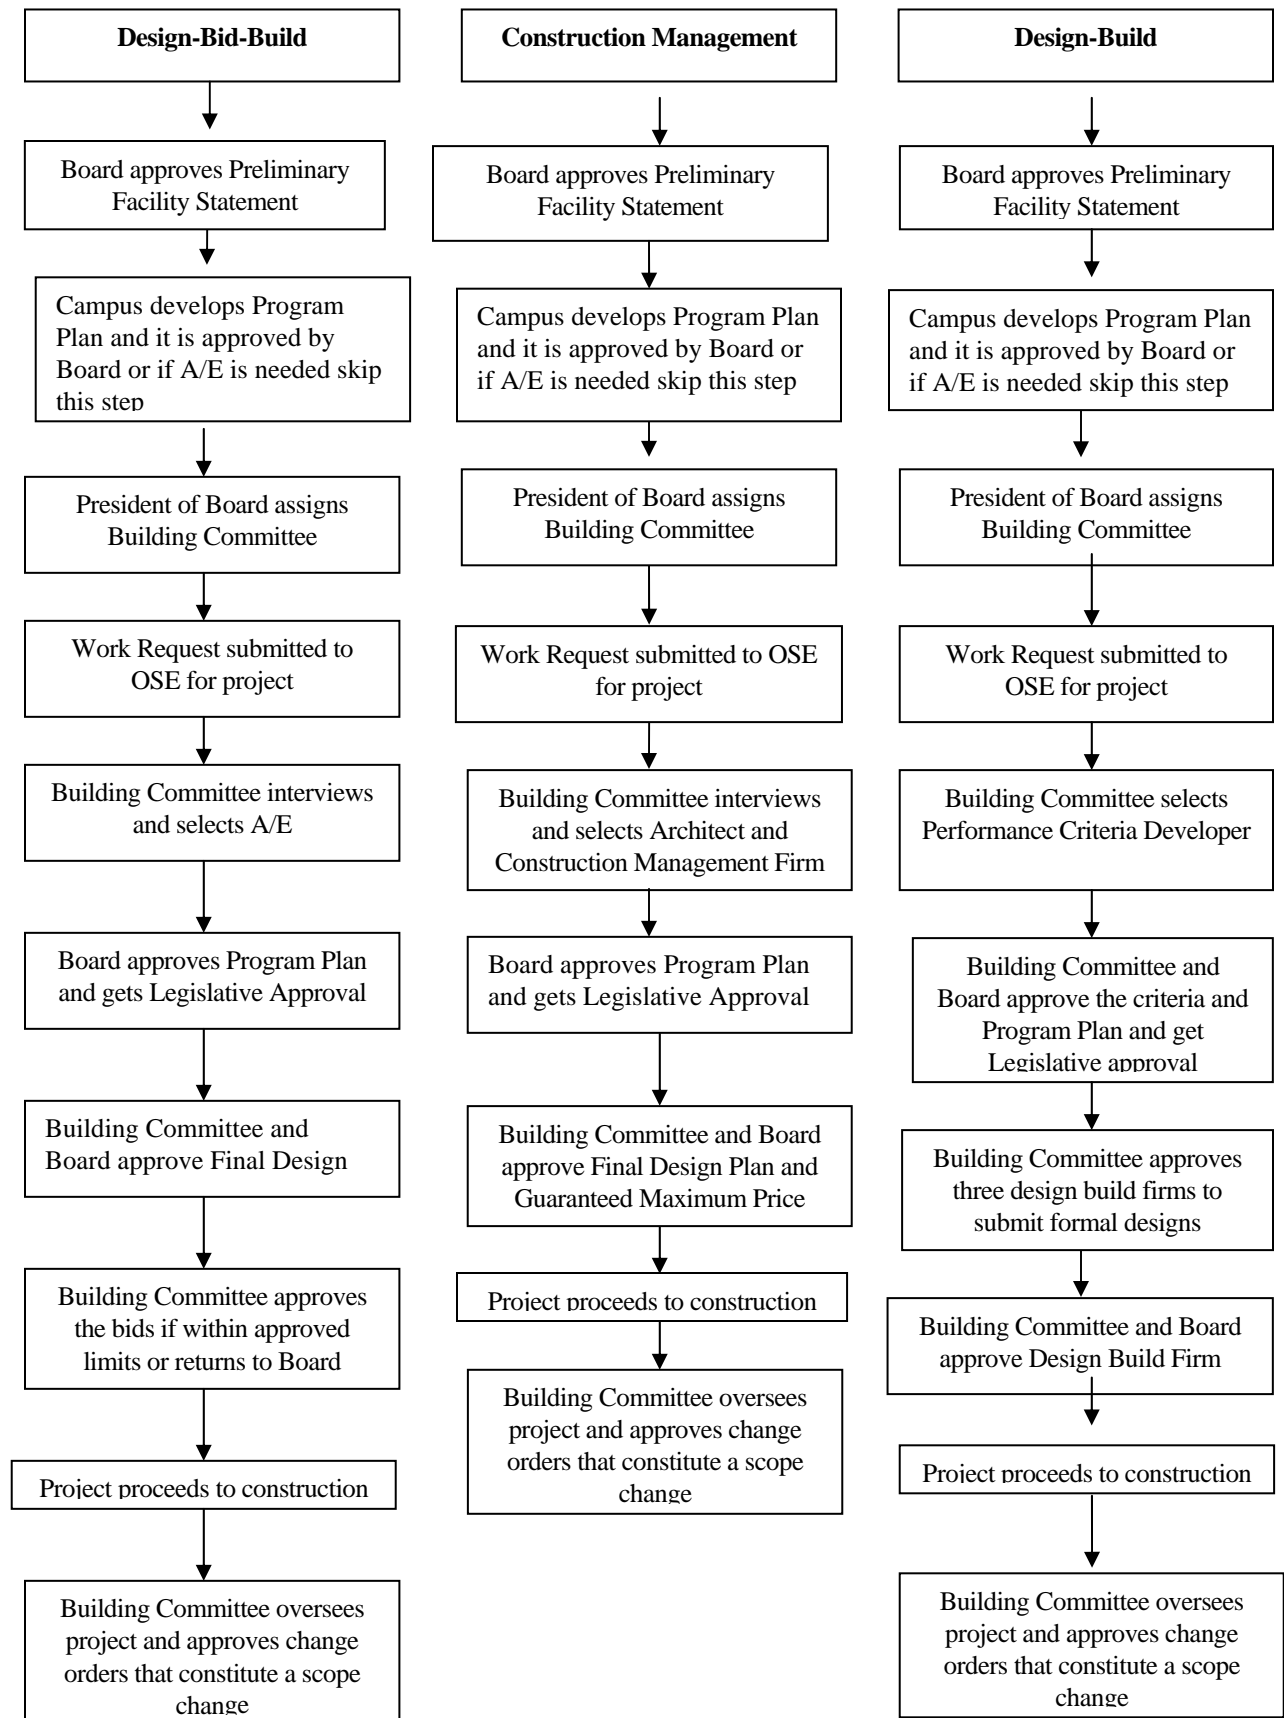 Design-Bid-Build
Board approves Preliminary
Facility Statement
Campus develops Program
Plan and it is approved by
Board or if A/E is needed skip
this step
President of Board assigns
Building Committee
Work Request submitted to
OSE for project
Building Committee interviews
and selects A/E
Board approves Program Plan
and gets Legislative Approval
Building Committee and
Board approve Final Design
Building Committee approves
the bids if within approved
limits or returns to Board
Project proceeds to construction
Building Committee oversees
project and approves change
orders that constitute a scope
change
Construction Management
Board approves Preliminary
Facility Statement
Campus develops Program Plan
and it is approved by Board or
if A/E is needed skip this step
President of Board assigns
Building Committee
Work Request submitted to OSE
for project
Building Committee interviews
and selects Architect and
Construction Management Firm
Board approves Program Plan
and gets Legislative Approval
Building Committee and Board
approve Final Design Plan and
Guaranteed Maximum Price
Project proceeds to construction
Building Committee oversees
project and approves change
orders that constitute a scope
change
Design-Build
Board approves Preliminary
Facility Statement
Campus develops Program Plan
and it is approved by Board or
if A/E is needed skip this step
President of Board assigns
Building Committee
Work Request submitted to
OSE for project
Building Committee selects
Performance Criteria Developer
Building Committee and
Board approve the criteria and
Program Plan and get
Legislative approval
Building Committee approves
three design build firms to
submit formal designs
Building Committee and Board
approve Design Build Firm
Project proceeds to construction
Building Committee oversees
project and approves change
orders that constitute a scope
change